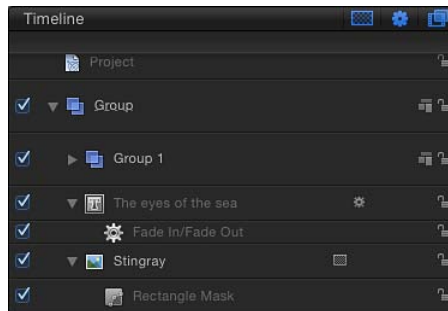 Timeline
Project
Group
Group 1
The eyes of the sea
Fade In/Fade Out
Stingray
Rectangle Mask